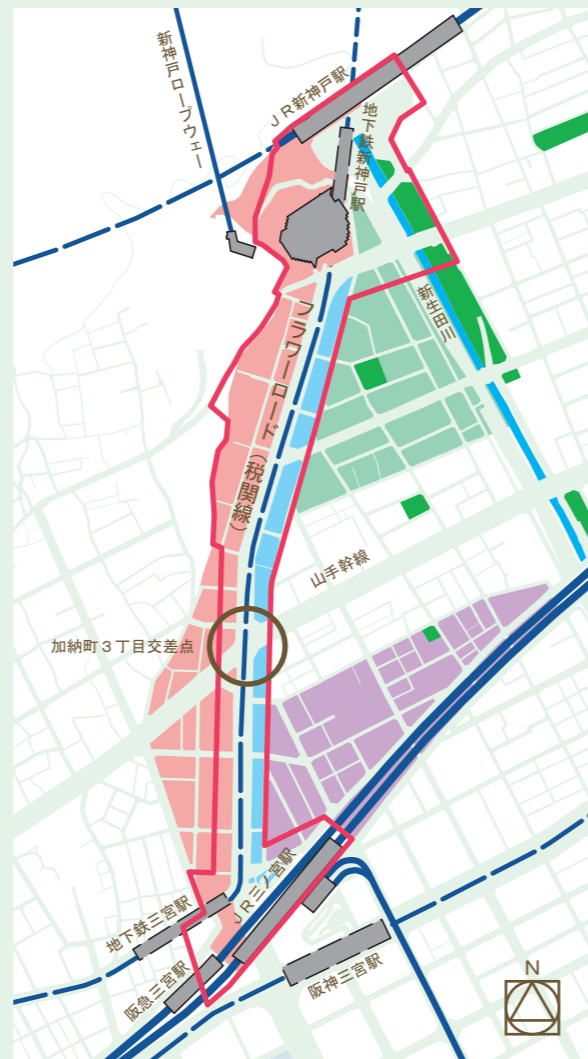 新神戸ロープウェー
JR新神戸駅
地下鉄新神戸駅
新生田川
フラワーロード(税関線)
山手幹線
加納町3丁目交差点
地下鉄三宮駅
JR三ノ宮駅
阪急三宮駅
阪神三宮駅
N